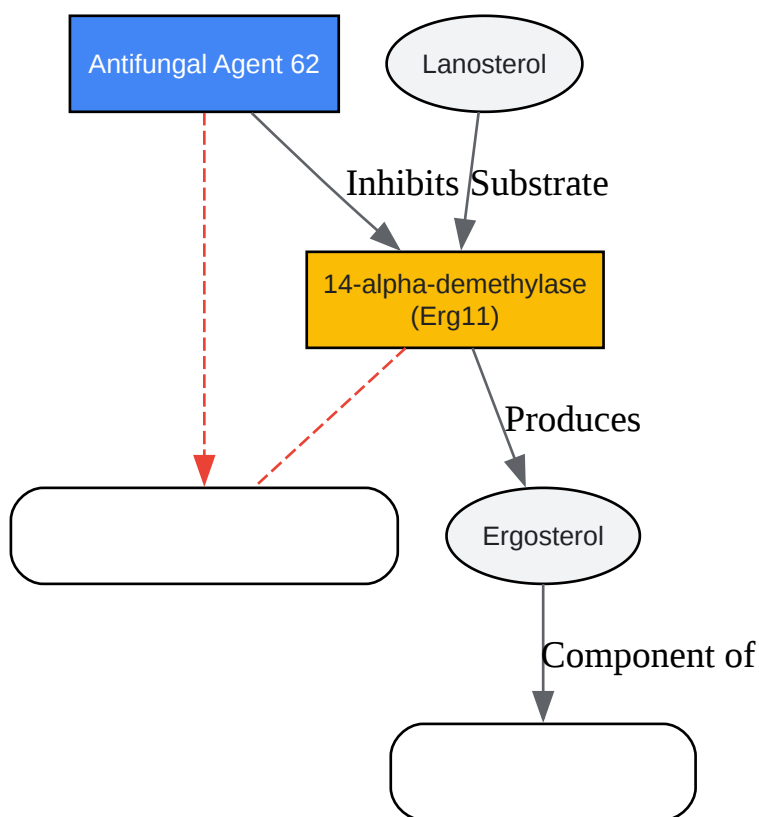 Antifungal Agent 62
Lanosterol
Inhibits
Substrate
14-alpha-demethylase
(Erg11)
Produces
Ergosterol
Component of